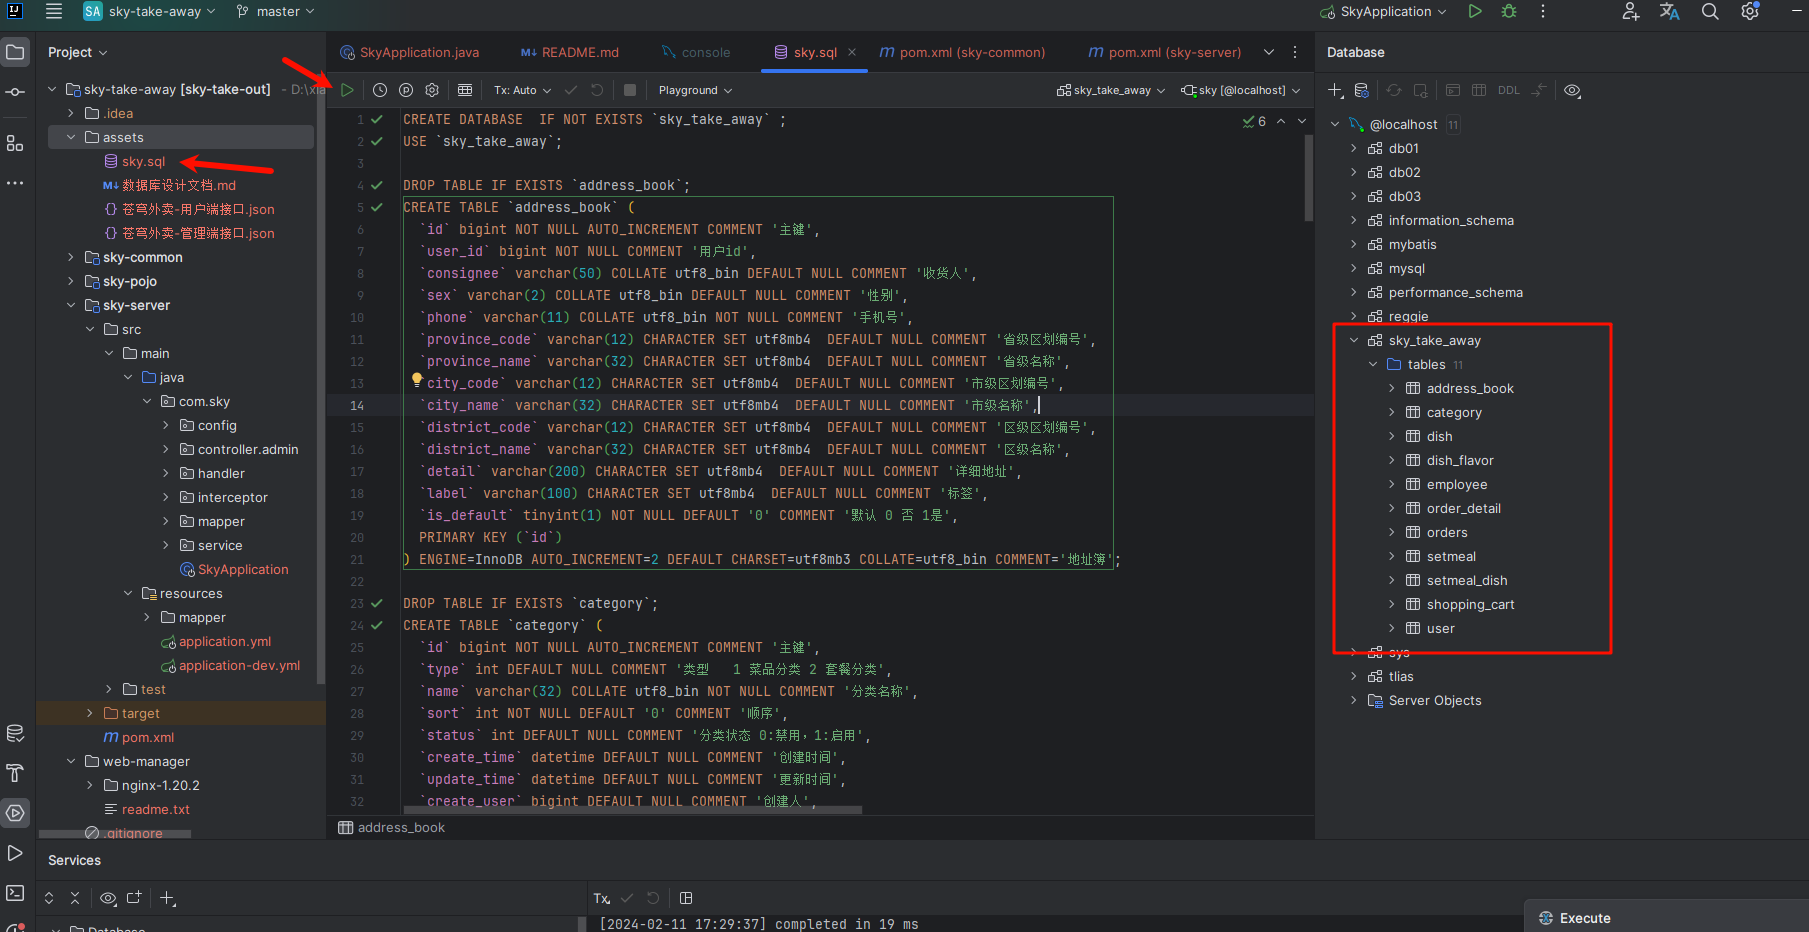 SA sky-take-away master
SkyApplication
Project
sky-take-away [sky-take-out] - D:\xia
.idea
assets
sky.sql
数据库设计文档.md
苍穹外卖-用户端接口.json
苍穹外卖-管理端接口.json
sky-common
sky-pojo
sky-server
src
main
java
com.sky
config
controller.admin
handler
interceptor
mapper
service
SkyApplication
resources
mapper
application.yml
application-dev.yml
test
target
pom.xml
web-manager
nginx-1.20.2
readme.txt
.gitignore
SkyApplication.java README.md console sky.sql pom.xml (sky-common) pom.xml (sky-server)
Tx: Auto Playground sky_take_away sky [@localhost]
6
1 CREATE DATABASE  IF NOT EXISTS `sky_take_away` ;
2 USE `sky_take_away`;
3
4 DROP TABLE IF EXISTS `address_book`;
5 CREATE TABLE `address_book` (
6 `id` bigint NOT NULL AUTO_INCREMENT COMMENT '主键',
7 `user_id` bigint NOT NULL COMMENT '用户id',
8 `consignee` varchar(50) COLLATE utf8_bin DEFAULT NULL COMMENT '收货人',
9 `sex` varchar(2) COLLATE utf8_bin DEFAULT NULL COMMENT '性别',
10 `phone` varchar(11) COLLATE utf8_bin NOT NULL COMMENT '手机号',
11 `province_code` varchar(12) CHARACTER SET utf8mb4  DEFAULT NULL COMMENT '省级区划编号',
12 `province_name` varchar(32) CHARACTER SET utf8mb4  DEFAULT NULL COMMENT '省级名称',
13 `city_code` varchar(12) CHARACTER SET utf8mb4  DEFAULT NULL COMMENT '市级区划编号',
14 `city_name` varchar(32) CHARACTER SET utf8mb4  DEFAULT NULL COMMENT '市级名称',
15 `district_code` varchar(12) CHARACTER SET utf8mb4  DEFAULT NULL COMMENT '区级区划编号',
16 `district_name` varchar(32) CHARACTER SET utf8mb4  DEFAULT NULL COMMENT '区级名称',
17 `detail` varchar(200) CHARACTER SET utf8mb4  DEFAULT NULL COMMENT '详细地址',
18 `label` varchar(100) CHARACTER SET utf8mb4  DEFAULT NULL COMMENT '标签',
19 `is_default` tinyint(1) NOT NULL DEFAULT '0' COMMENT '默认 0 否 1是',
20 PRIMARY KEY (`id`)
21 ) ENGINE=InnoDB AUTO_INCREMENT=2 DEFAULT CHARSET=utf8mb3 COLLATE=utf8_bin COMMENT='地址簿';
22
23 DROP TABLE IF EXISTS `category`;
24 CREATE TABLE `category` (
25 `id` bigint NOT NULL AUTO_INCREMENT COMMENT '主键',
26 `type` int DEFAULT NULL COMMENT '类型   1 菜品分类 2 套餐分类',
27 `name` varchar(32) COLLATE utf8_bin NOT NULL COMMENT '分类名称',
28 `sort` int NOT NULL DEFAULT '0' COMMENT '顺序',
29 `status` int DEFAULT NULL COMMENT '分类状态 0:禁用，1:启用',
30 `create_time` datetime DEFAULT NULL COMMENT '创建时间',
31 `update_time` datetime DEFAULT NULL COMMENT '更新时间',
32 `create_user` bigint DEFAULT NULL COMMENT '创建人',
address_book
Database
DDL
@localhost 11
db01
db02
db03
information_schema
mybatis
mysql
performance_schema
reggie
sky_take_away
tables 11
address_book
category
dish
dish_flavor
employee
order_detail
orders
setmeal
setmeal_dish
shopping_cart
user
sys
tlias
Server Objects
Services
Tx
Database
[2024-02-11 17:29:37] completed in 19 ms
Execute